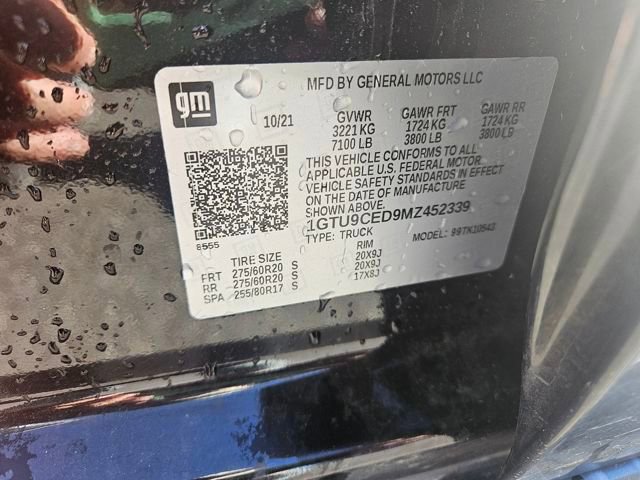 gm
MFD BY GENERAL MOTORS LLC
10/21 GVWR GAWR FRT GAWR RR
3221 KG 1724 KG 1724 KG
7100 LB 3800 LB 3800 LB
THIS VEHICLE CONFORMS TO ALL
APPLICABLE U.S. FEDERAL MOTOR
VEHICLE SAFETY STANDARDS IN EFFECT
ON THE DATE OF MANUFACTURE
SHOWN ABOVE.
1GTU9CED9MZ452339
8565 TYPE: TRUCK MODEL: 99TK10543
TIRE SIZE RIM
FRT 275/60R20 S 20X9J
RR 275/60R20 S 20X9J
SPA 255/80R17 S 17X8J